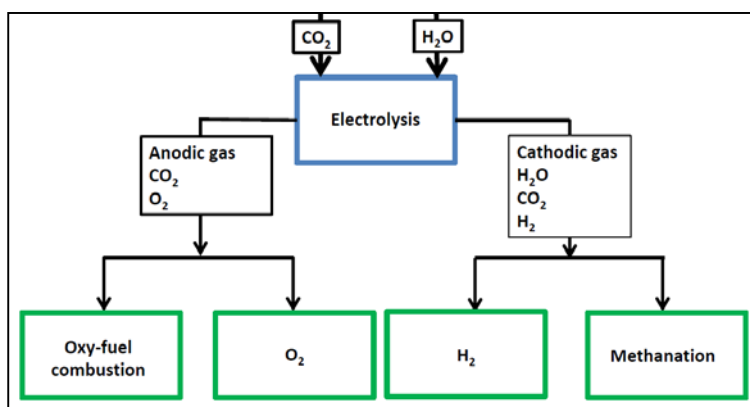 CO₂
H₂O
Electrolysis
Anodic gas
CO₂
O₂
Cathodic gas
H₂O
CO₂
H₂
Oxy-fuel
combustion
O₂
H₂
Methanation